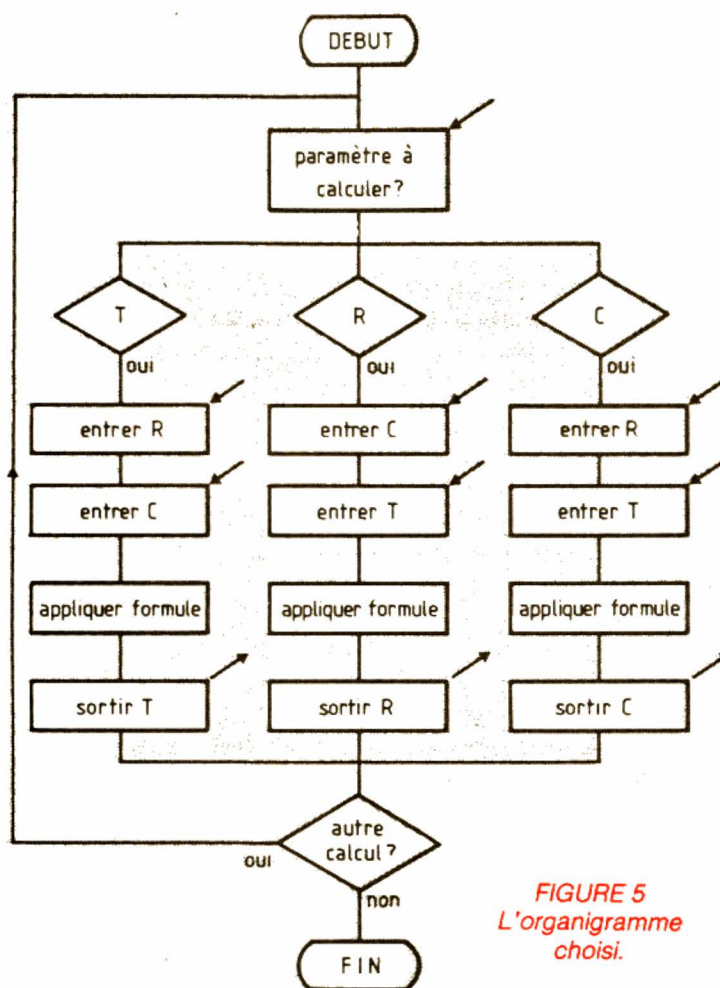 DEBUT
paramètre à
calculer?
T
R
C
oui
oui
oui
entrer R
entrer C
entrer R
entrer C
entrer T
entrer T
appliquer formule
appliquer formule
appliquer formule
sortir T
sortir R
sortir C
autre
calcul?
oui
non
FIN
FIGURE 5
L'organigramme
choisi.